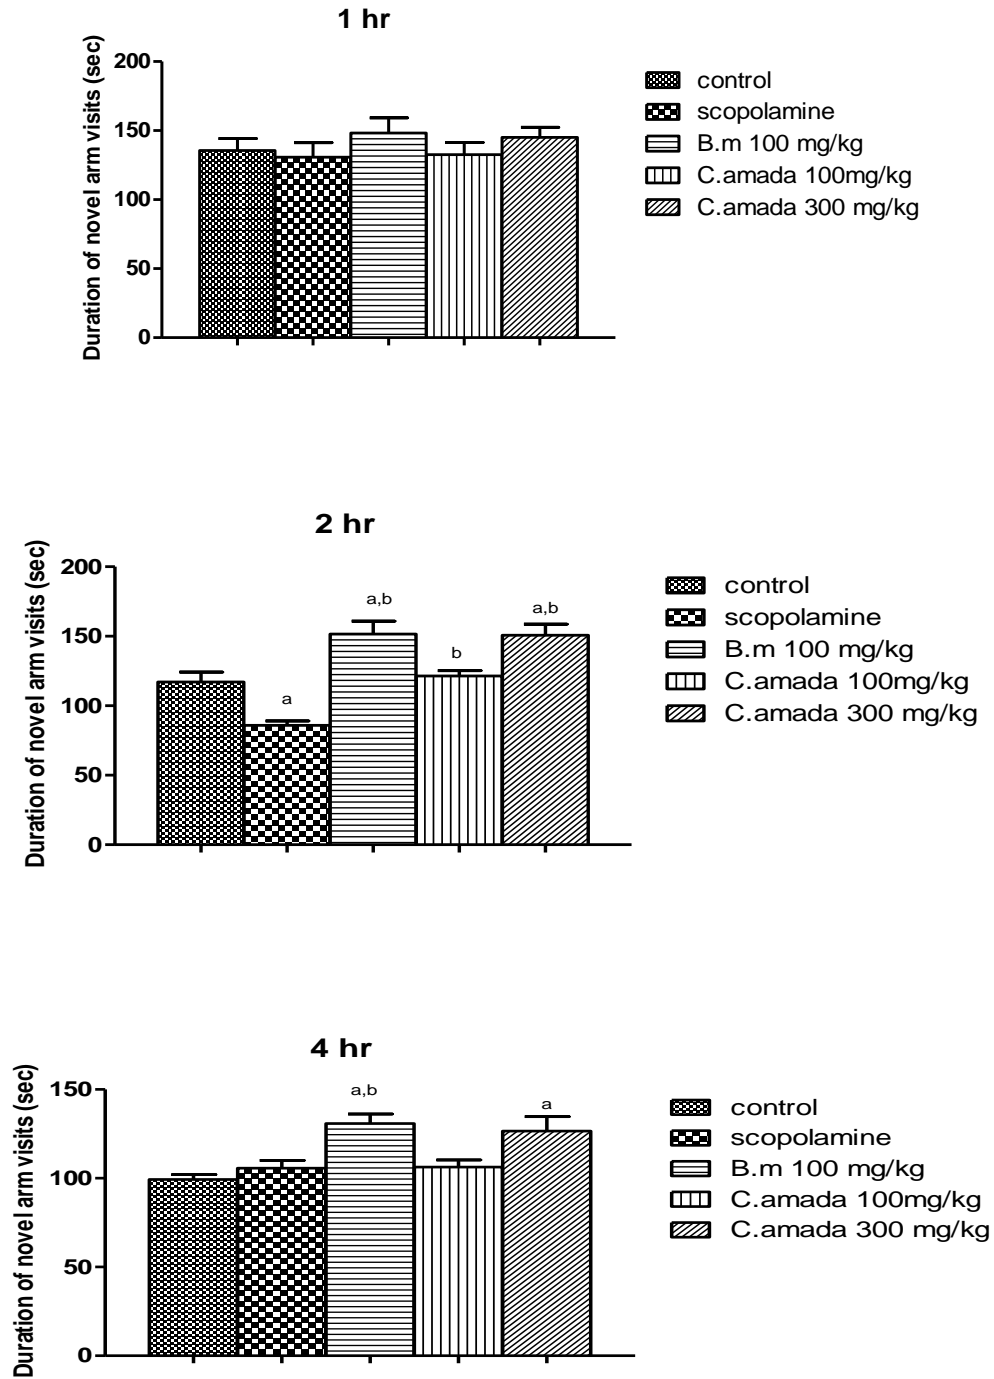 1 hr
Duration of novel arm visits (sec)
200
150
100
50
0
control
scopolamine
B.m 100 mg/kg
C.amada 100mg/kg
C.amada 300 mg/kg
2 hr
Duration of novel arm visits (sec)
200
150
100
50
0
a
a,b
b
a,b
control
scopolamine
B.m 100 mg/kg
C.amada 100mg/kg
C.amada 300 mg/kg
4 hr
Duration of novel arm visits (sec)
150
100
50
0
a,b
a
control
scopolamine
B.m 100 mg/kg
C.amada 100mg/kg
C.amada 300 mg/kg